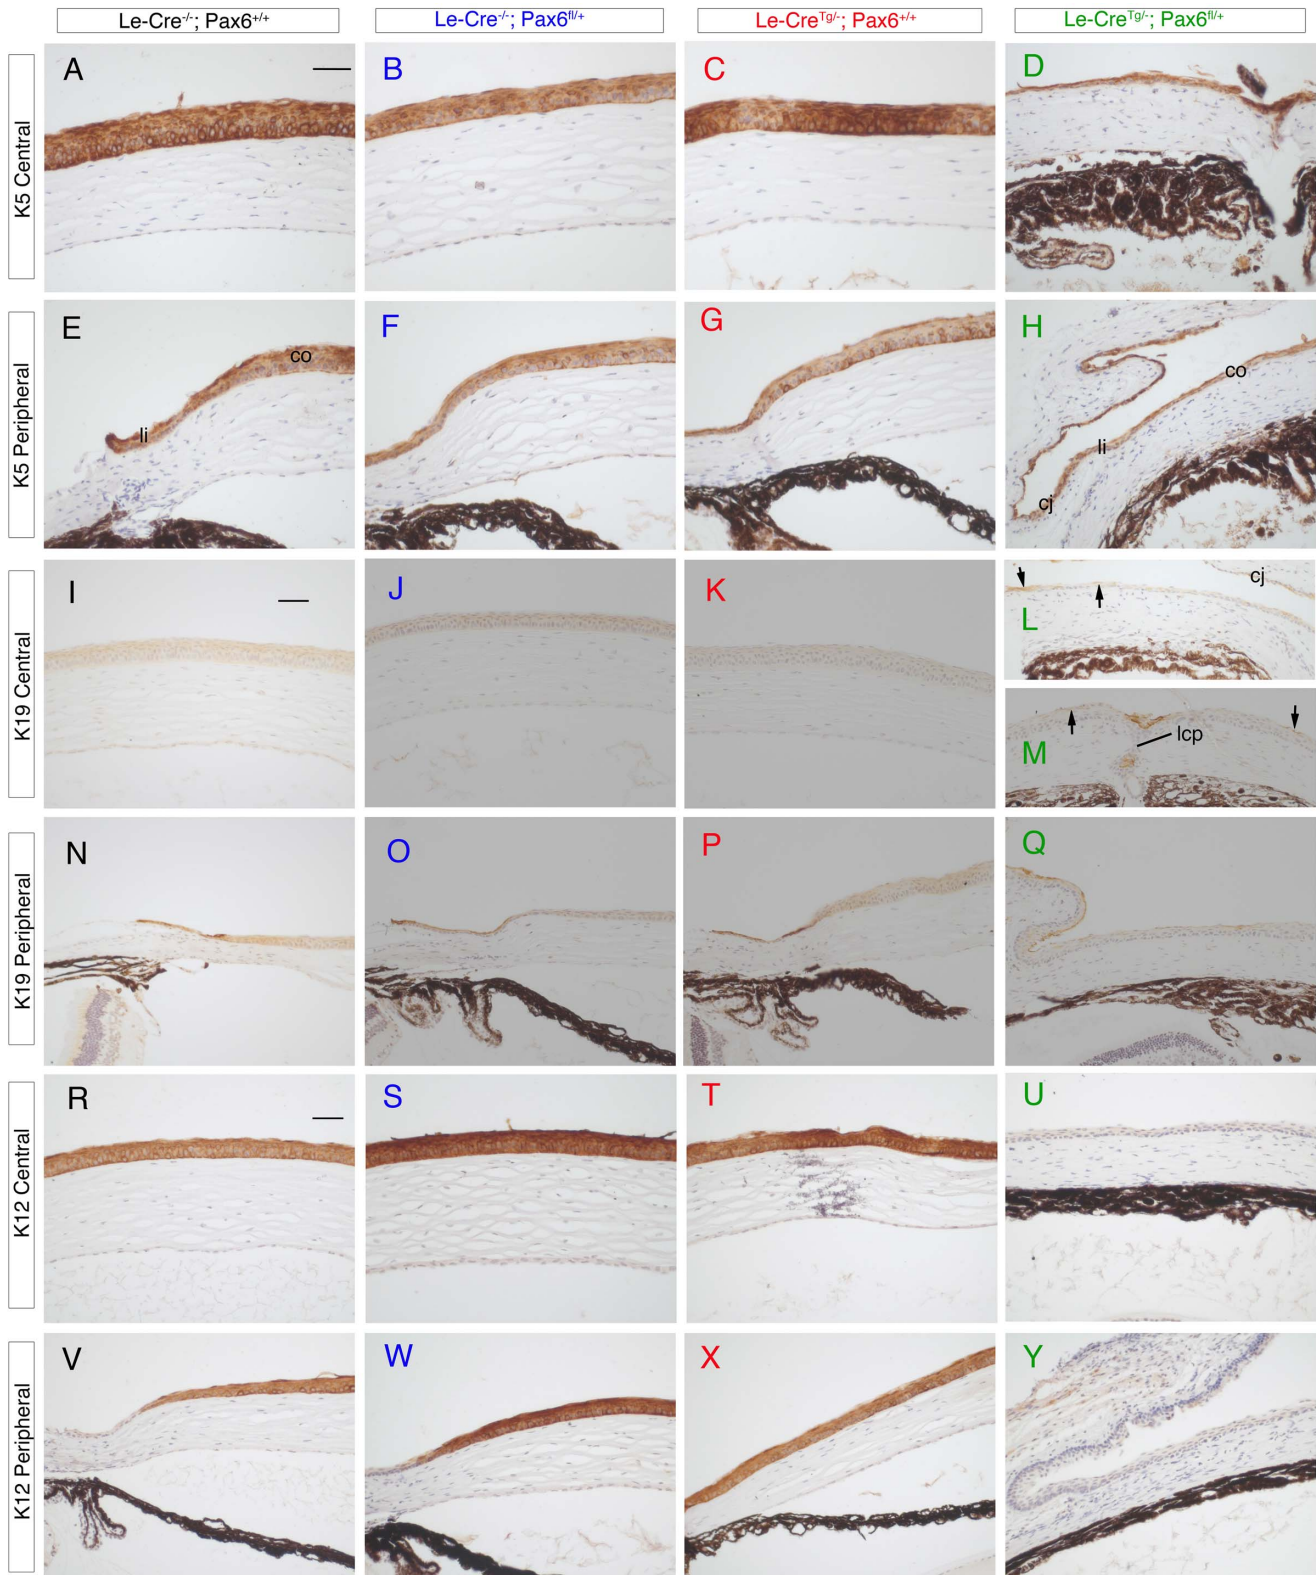 Le-Cre-/-; Pax6+/+
Le-Cre-/-; Pax6fl/+
Le-CreTg/-; Pax6+/+
Le-CreTg/-; Pax6fl/+
K5 Central
A
B
C
D
K5 Peripheral
E
co
li
F
G
H
co
li
cj
K19 Central
I
J
K
L
cj
M
lcp
K19 Peripheral
N
O
P
Q
K12 Central
R
S
T
U
K12 Peripheral
V
W
X
Y